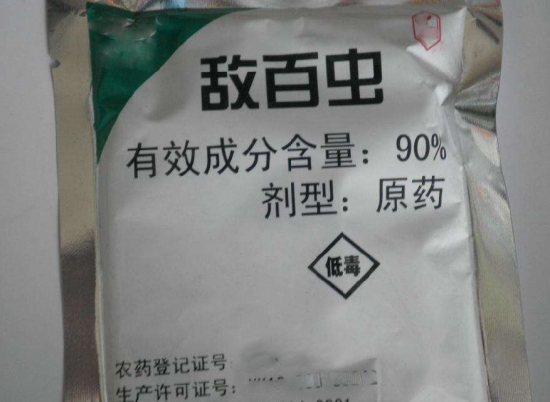 敌百虫
有效成分含量：90%
剂型：原药
低毒
农药登记证号：
生产许可证号：